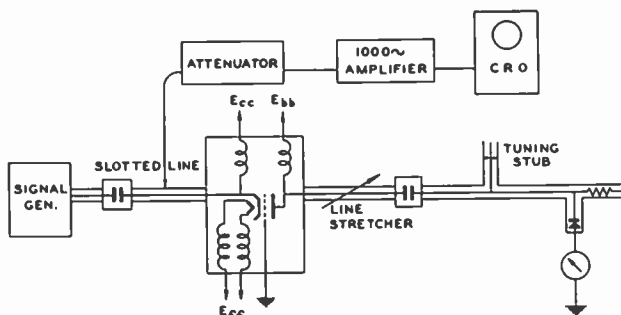 ATTENUATOR
1000~
AMPLIFIER
CRO
Ecc
Ebb
SIGNAL
GEN.
SLOTTED LINE
LINE
STRETCHER
TUNING
STUB
Ecc